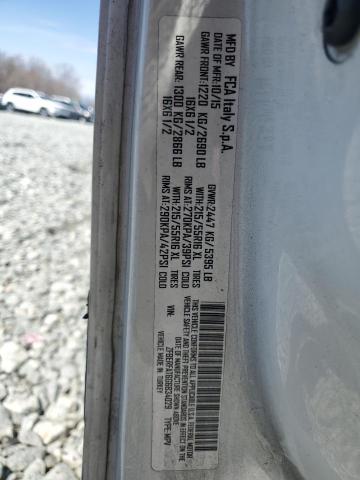 MFD BY FCA Italy S.p.A.
DATE OF MFR:10/15 GVWR:2447 KG/5395 LB
GAWR FRONT:1220 KG/2690 LB WITH:215/55R16 XL TIRES
16X6 1/2 RIMS AT:270KPA/39PSI COLD
GAWR REAR:1300 KG/2866 LB WITH:215/55R16 XL TIRES
16X6 1/2 RIMS AT:290KPA/42PSI COLD
THIS VEHICLE CONFORMS TO ALL APPLICABLE U.S.A. FEDERAL MOTOR
VEHICLE SAFETY AND THEFT PREVENTION STANDARDS IN EFFECT ON THE
DATE OF MANUFACTURE SHOWN ABOVE.
VIN: TYPE:MPV
VEHICLE MADE IN TURKEY